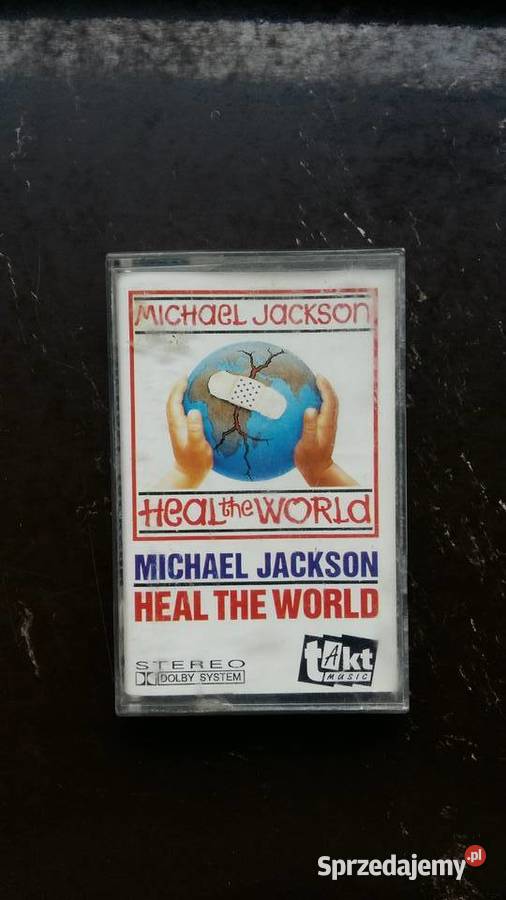 MICHAEL JACKSON
HEAL the WORLD
MICHAEL JACKSON
HEAL THE WORLD
STEREO
DOLBY SYSTEM
tAkt
MUSIC
Sprzedajemy.pl